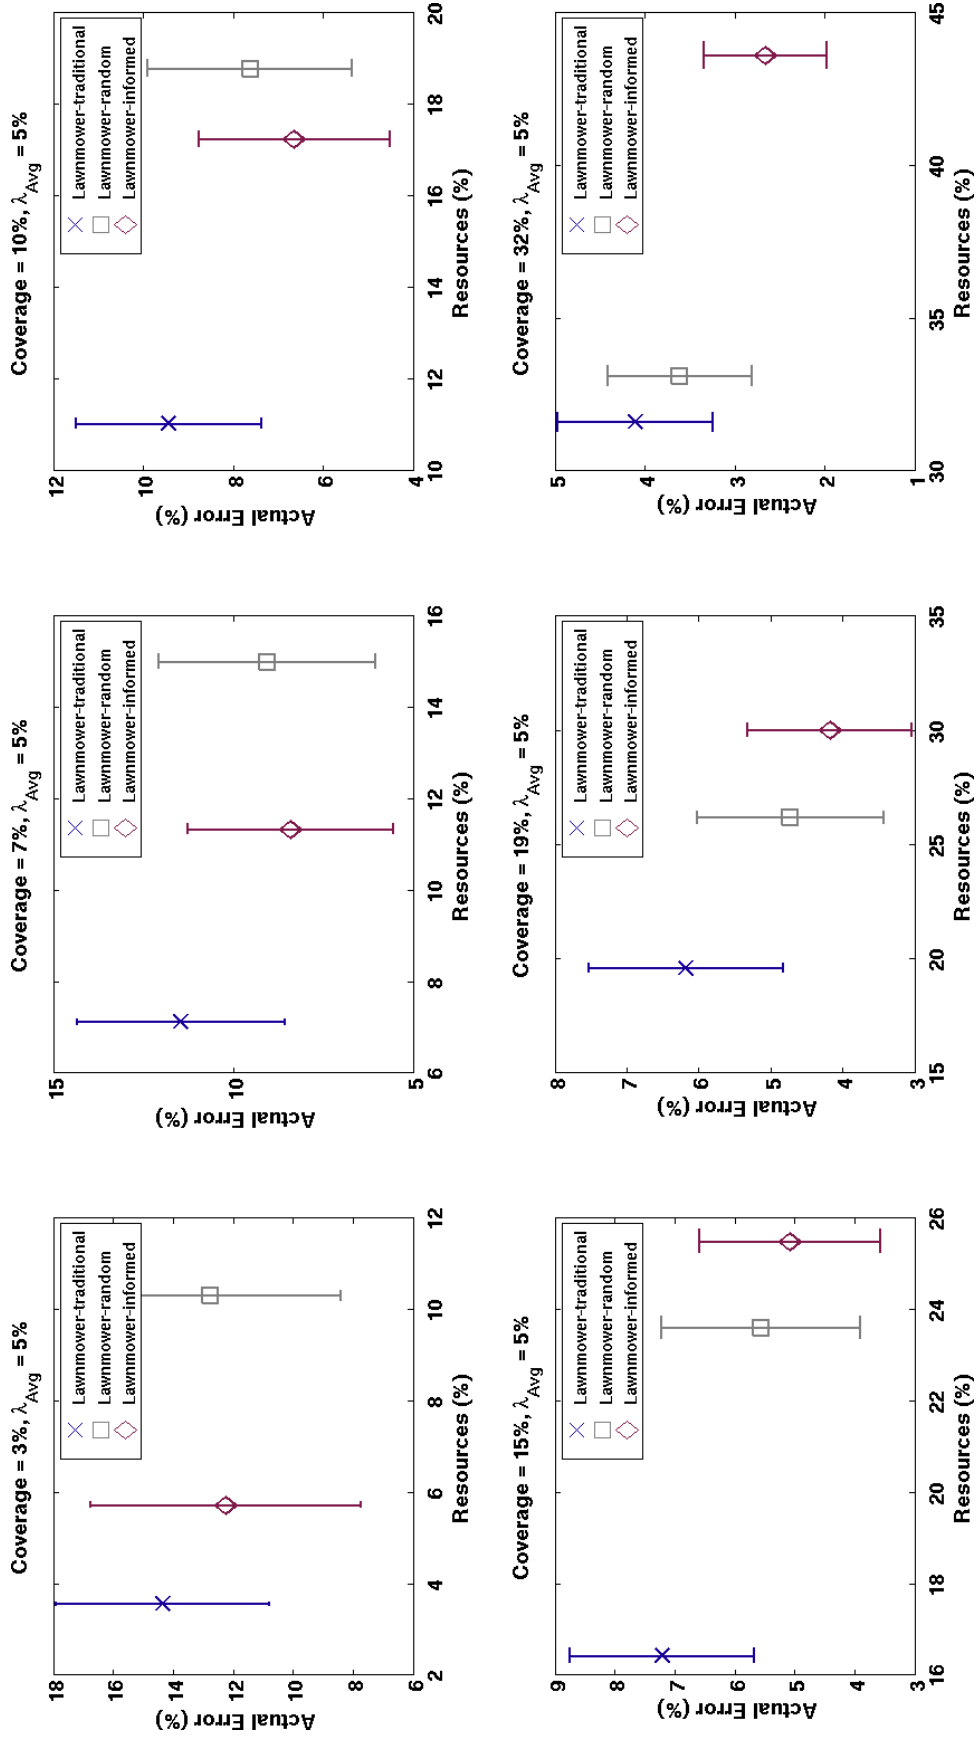 Coverage = 3%, λAvg = 5%
Lawnmower-traditional
Lawnmower-random
Lawnmower-informed
Actual Error (%)
18
16
14
12
10
8
6
2
4
6
8
10
12
Resources (%)
Coverage = 7%, λAvg = 5%
Lawnmower-traditional
Lawnmower-random
Lawnmower-informed
Actual Error (%)
15
10
5
6
8
10
12
14
16
Resources (%)
Coverage = 10%, λAvg = 5%
Lawnmower-traditional
Lawnmower-random
Lawnmower-informed
Actual Error (%)
12
10
8
6
4
10
12
14
16
18
20
Resources (%)
Coverage = 15%, λAvg = 5%
Lawnmower-traditional
Lawnmower-random
Lawnmower-informed
Actual Error (%)
9
8
7
6
5
4
3
16
18
20
22
24
26
Resources (%)
Coverage = 19%, λAvg = 5%
Lawnmower-traditional
Lawnmower-random
Lawnmower-informed
Actual Error (%)
8
7
6
5
4
3
15
20
25
30
35
Resources (%)
Coverage = 32%, λAvg = 5%
Lawnmower-traditional
Lawnmower-random
Lawnmower-informed
Actual Error (%)
5
4
3
2
1
30
35
40
45
Resources (%)